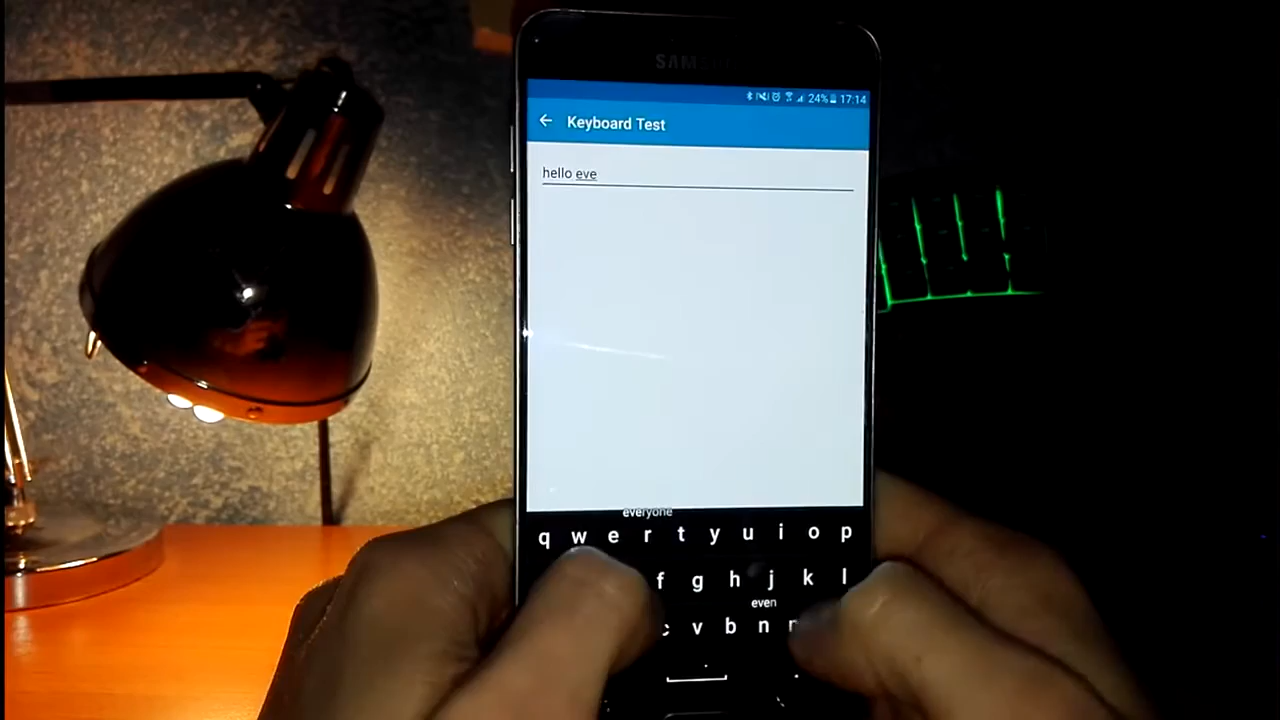 SAMSUNG
24% 17:14
Keyboard Test
hello eve
everyone
q w e r t y u i o p
f g h j k l
even
c v b n